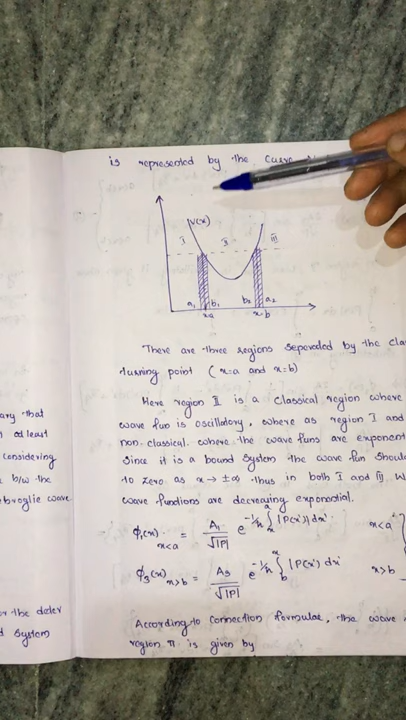 is represented by the curve
V(x)
I II III
a₁ b₁ b₂ a₂
x=a x=b
There are three regions seperated by the cla
turning point (x=a and x=b)
Here region II is a classical region where
wave fun is oscillatory, where as region I and
non-classical. where the wave funs are exponent
Since it is a bound system the wave fun shoul
to zero as x→±∞ thus in both I and III w
wave functions are decreasing exponential.
ϕ₁(x) x<a = A₁/√|P| e^{-1/ħ ∫_x^a |P(x')| dx'} x<a
ϕ₃(x) x>b = A₃/√|P| e^{-1/ħ ∫_b^x |P(x')| dx'} x>b
According to connection formulae, the wave
region II is given by
ary that
at least
considering
b/w the
ebroglie wave
or the deter
d system